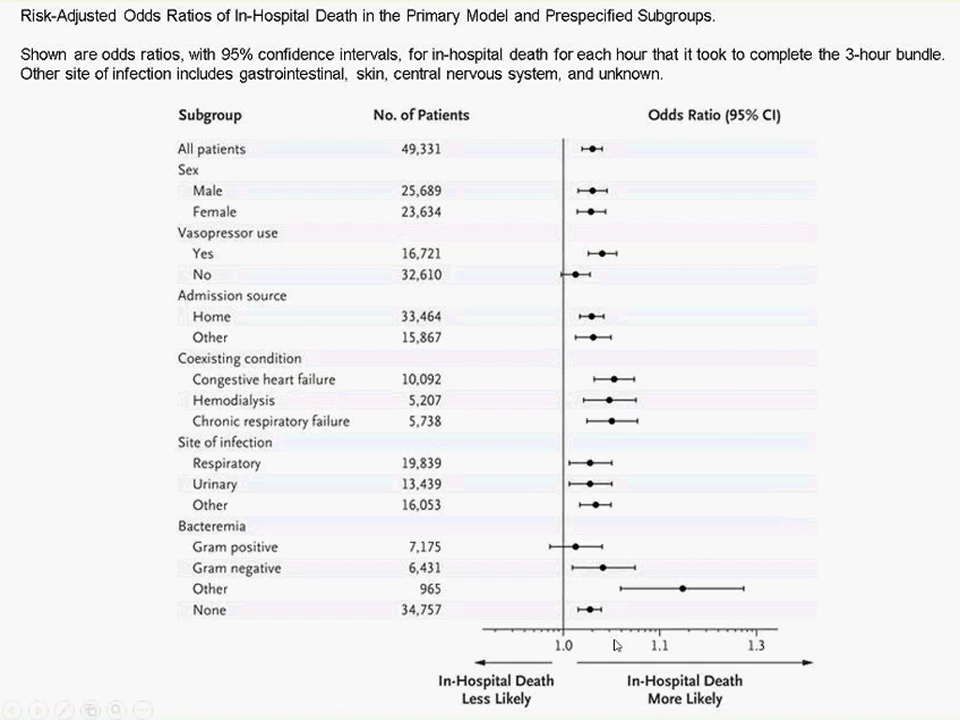 Risk-Adjusted Odds Ratios of In-Hospital Death in the Primary Model and Prespecified Subgroups.
Shown are odds ratios, with 95% confidence intervals, for in-hospital death for each hour that it took to complete the 3-hour bundle.
Other site of infection includes gastrointestinal, skin, central nervous system, and unknown.
Subgroup No. of Patients Odds Ratio (95% CI)
All patients 49,331
Sex
Male 25,689
Female 23,634
Vasopressor use
Yes 16,721
No 32,610
Admission source
Home 33,464
Other 15,867
Coexisting condition
Congestive heart failure 10,092
Hemodialysis 5,207
Chronic respiratory failure 5,738
Site of infection
Respiratory 19,839
Urinary 13,439
Other 16,053
Bacteremia
Gram positive 7,175
Gram negative 6,431
Other 965
None 34,757
1.0 1.1 1.3
In-Hospital Death In-Hospital Death
Less Likely More Likely